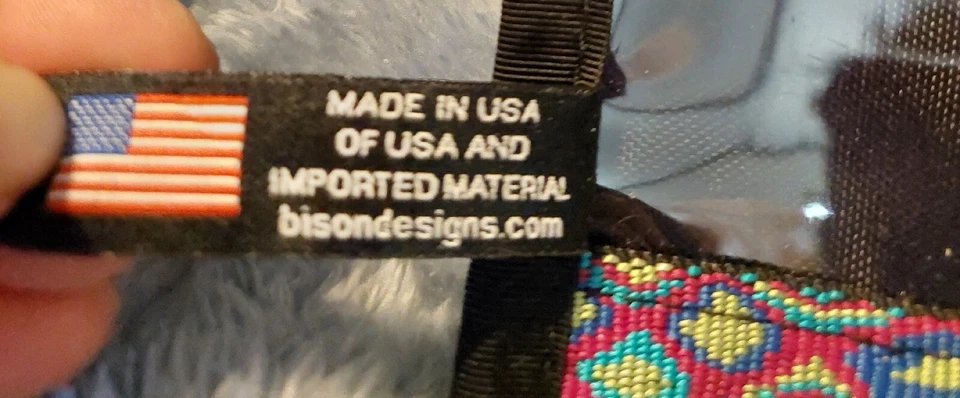 MADE IN USA
OF USA AND
IMPORTED MATERIAL
bisondesigns.com